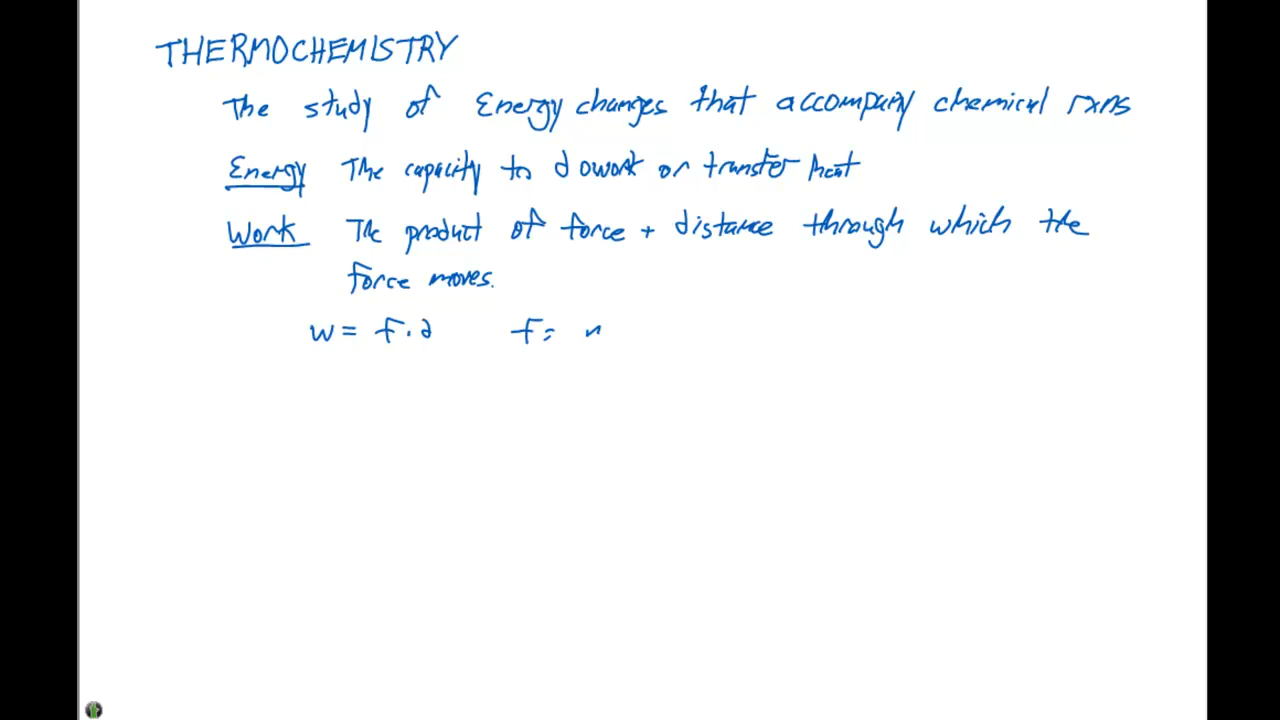 THERMOCHEMISTRY
The study of Energy changes that accompany chemical rxns
Energy The capacity to do work or transfer heat
Work The product of force + distance through which the
force moves.
w = f · d f =